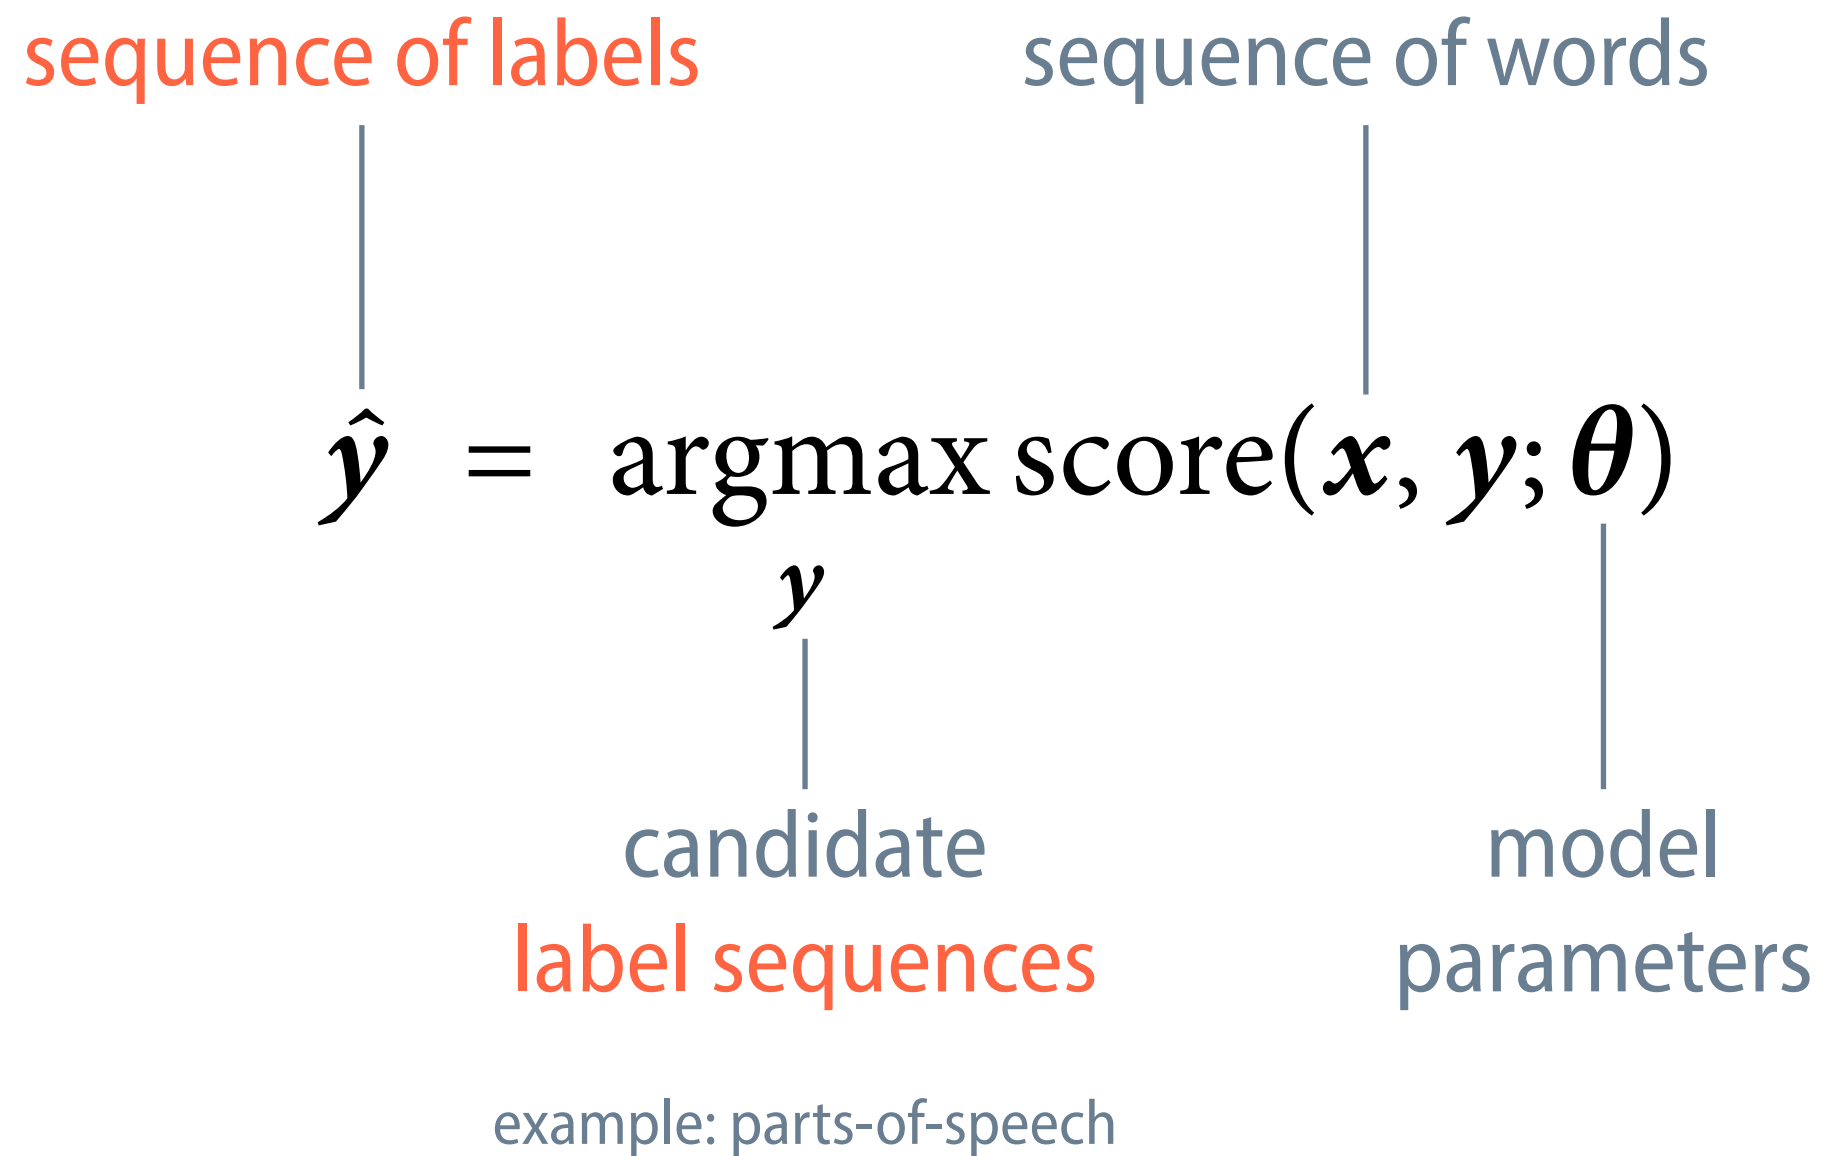 sequence of labels sequence of words
ŷ = argmax score(x, y; θ)
y
candidate model
label sequences parameters
example: parts-of-speech